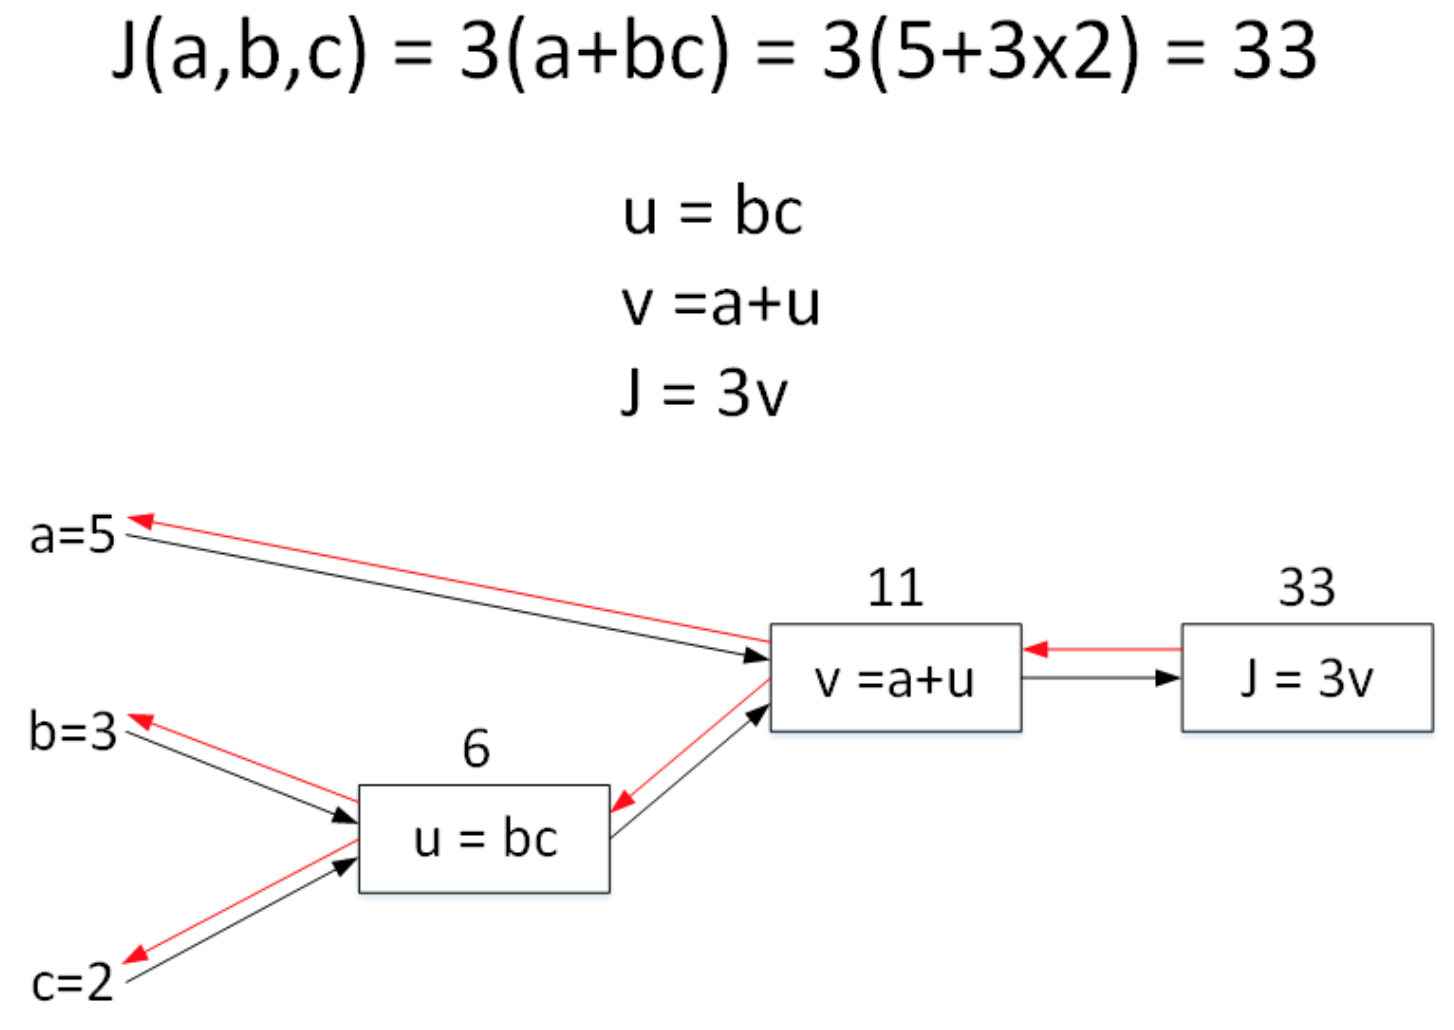 J(a,b,c) = 3(a+bc) = 3(5+3x2) = 33
u = bc
v =a+u
J = 3v
a=5
11
33
v =a+u
J = 3v
b=3
6
u = bc
c=2